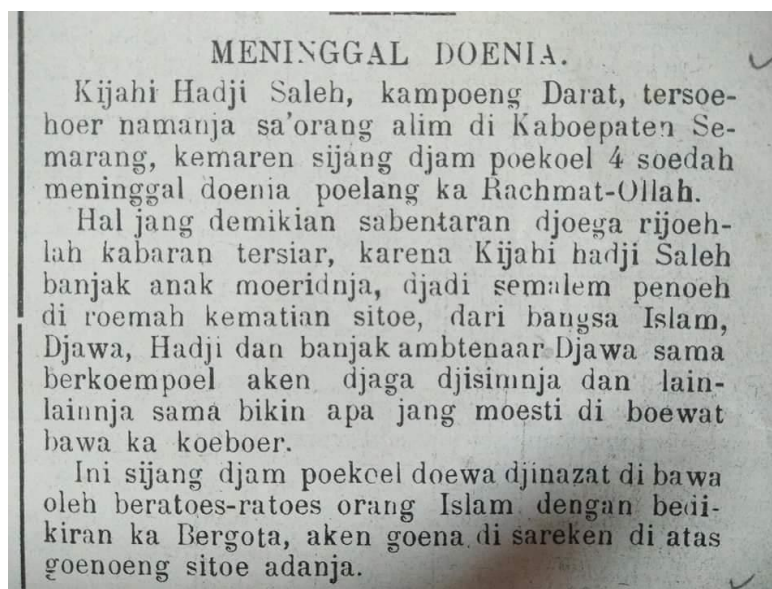 MENINGGAL DOENIA.
Kijahi Hadji Saleh, kampoeng Darat, tersoe-
hoer namanja sa'orang alim di Kaboepaten Se-
marang, kemaren sijang djam poekoel 4 soedah
meninggal doenia poelang ka Rachmat-Ollah.
Hal jang demikian sabentaran djoega rijoeh-
lah kabaran tersiar, karena Kijahi hadji Saleh
banjak anak moeridnja, djadi semalem penoeh
di roemah kematian sitoe, dari bangsa Islam,
Djawa, Hadji dan banjak ambtenaar Djawa sama
berkoempoel aken djaga djisimnja dan lain-
lainnja sama bikin apa jang moesti di boewat
bawa ka koeboer.
Ini sijang djam poekoel doewa djinazat di bawa
oleh beratoes-ratoes orang Islam dengan bedi-
kiran ka Bergota, aken goena di sareken di atas
goenoeng sitoe adanja.